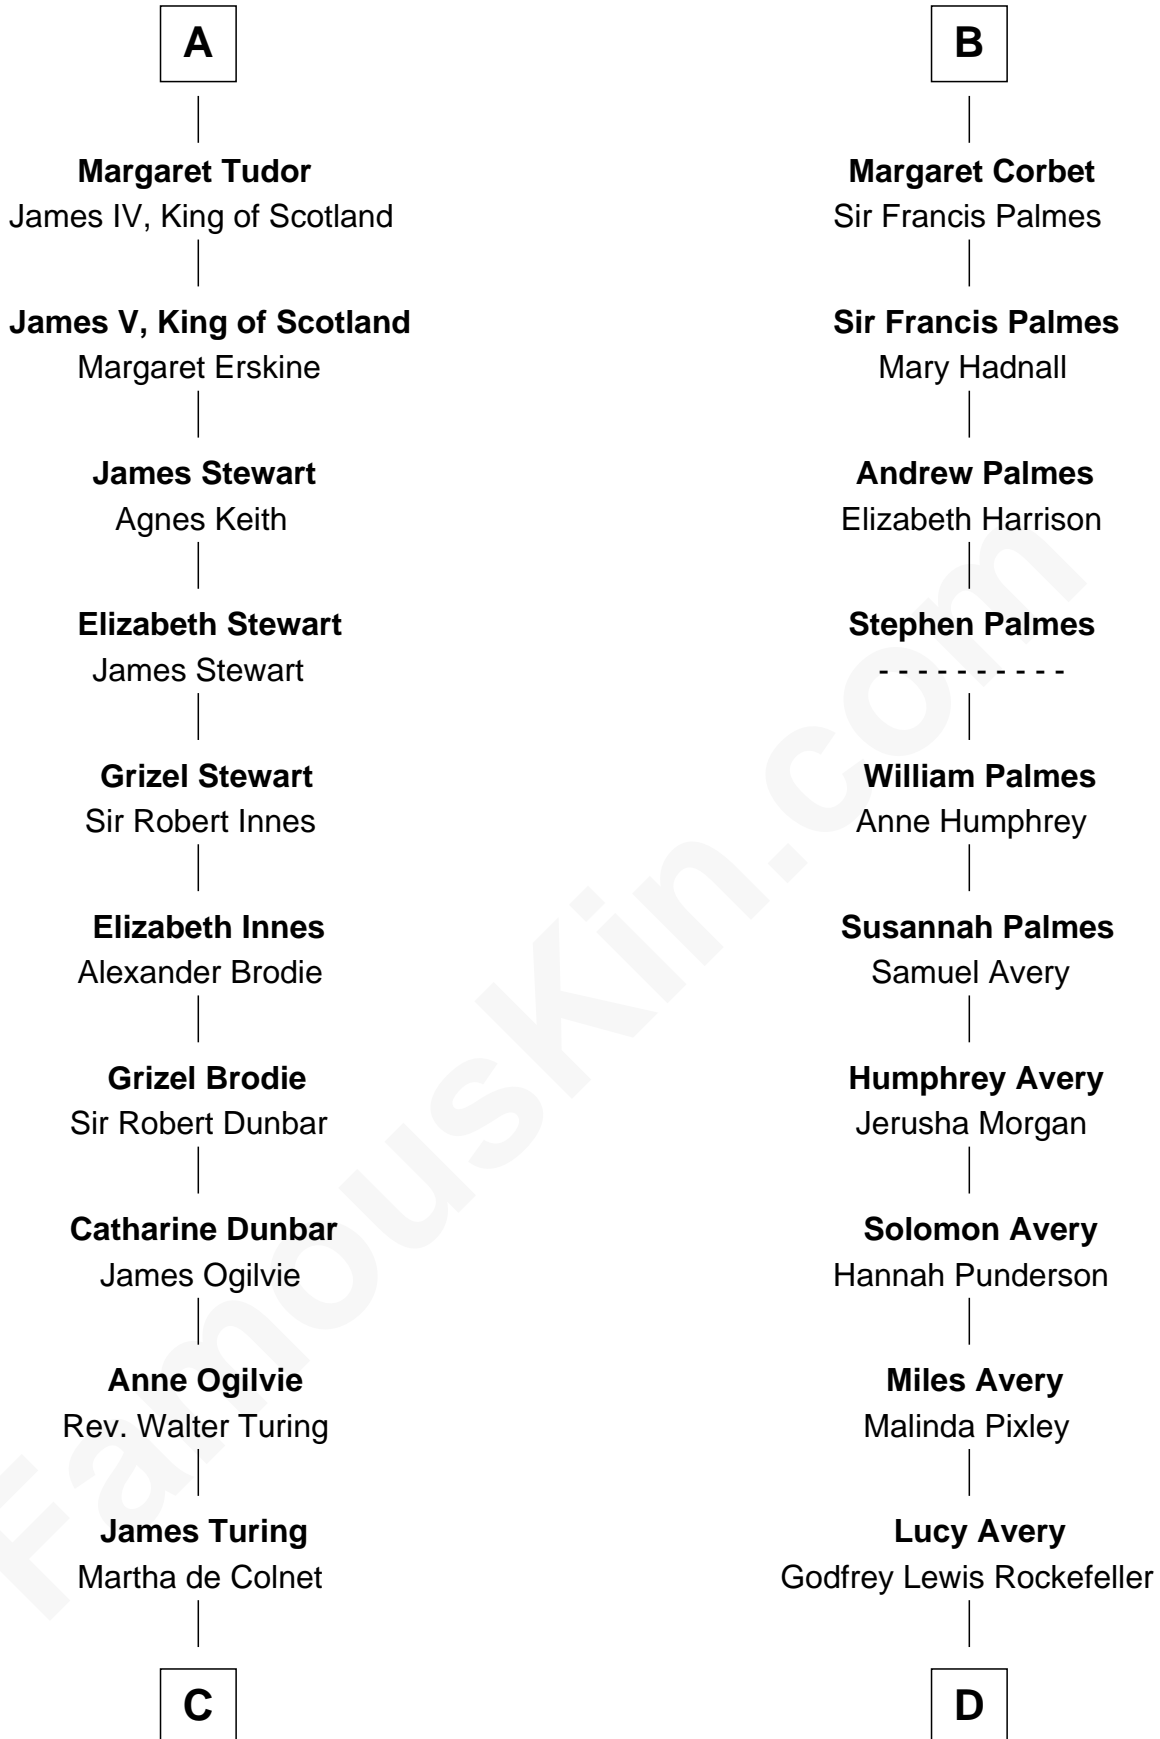 A
Margaret Tudor
James IV, King of Scotland
James V, King of Scotland
Margaret Erskine
James Stewart
Agnes Keith
Elizabeth Stewart
James Stewart
Grizel Stewart
Sir Robert Innes
Elizabeth Innes
Alexander Brodie
Grizel Brodie
Sir Robert Dunbar
Catharine Dunbar
James Ogilvie
Anne Ogilvie
Rev. Walter Turing
James Turing
Martha de Colnet
C
B
Margaret Corbet
Sir Francis Palmes
Sir Francis Palmes
Mary Hadnall
Andrew Palmes
Elizabeth Harrison
Stephen Palmes
- - - - - - - - - -
William Palmes
Anne Humphrey
Susannah Palmes
Samuel Avery
Humphrey Avery
Jerusha Morgan
Solomon Avery
Hannah Punderson
Miles Avery
Malinda Pixley
Lucy Avery
Godfrey Lewis Rockefeller
D
FamousKin.com